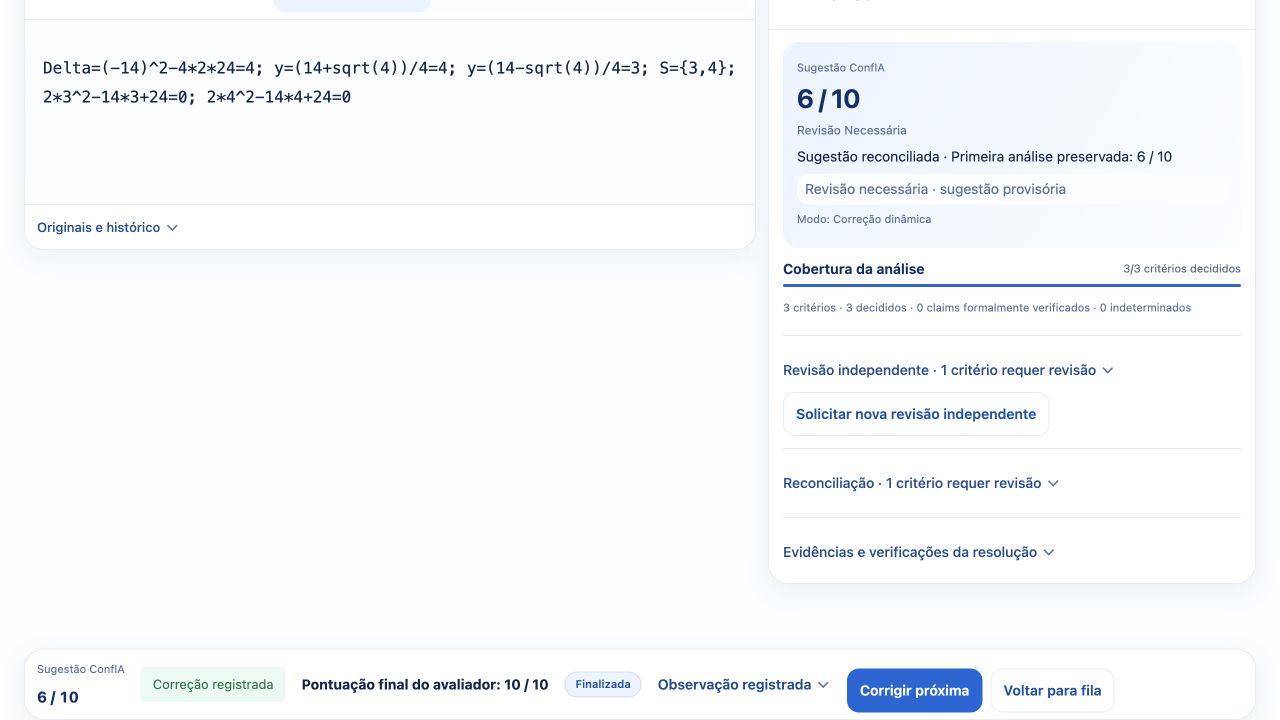 Delta=(−14)^2−4*2*24=4; y=(14+sqrt(4))/4=4; y=(14−sqrt(4))/4=3; S={3,4};
2*3^2−14*3+24=0; 2*4^2−14*4+24=0
Originais e histórico
Sugestão ConfIA
6 / 10
Revisão Necessária
Sugestão reconciliada · Primeira análise preservada: 6 / 10
Revisão necessária · sugestão provisória
Modo: Correção dinâmica
Cobertura da análise
3/3 critérios decididos
3 critérios · 3 decididos · 0 claims formalmente verificados · 0 indeterminados
Revisão independente · 1 critério requer revisão
Solicitar nova revisão independente
Reconciliação · 1 critério requer revisão
Evidências e verificações da resolução
Sugestão ConfIA
6 / 10
Correção registrada
Pontuação final do avaliador: 10 / 10
Finalizada
Observação registrada
Corrigir próxima
Voltar para fila